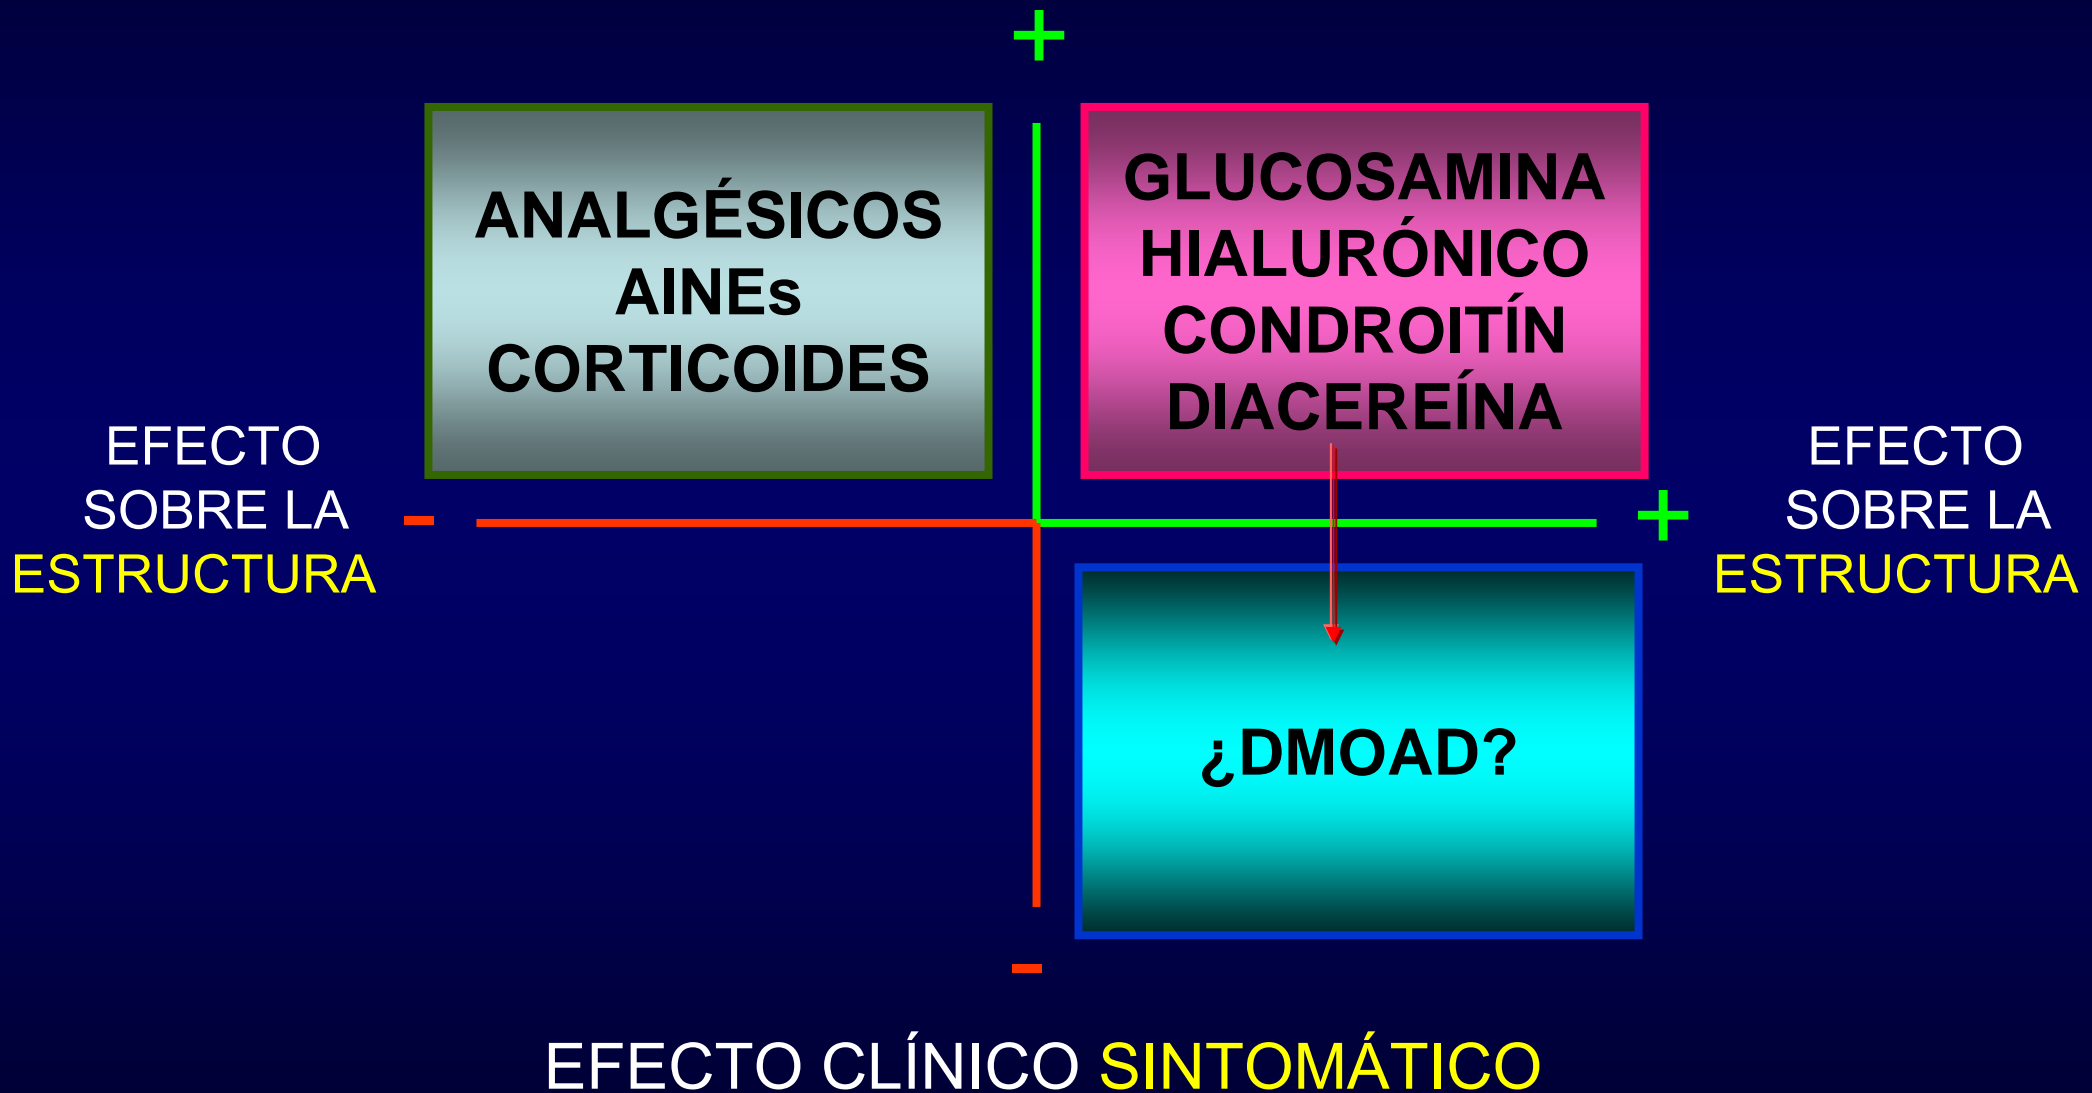 +
ANALGÉSICOS
AINEs
CORTICOIDES
GLUCOSAMINA
HIALURÓNICO
CONDROITÍN
DIACEREÍNA
EFECTO
SOBRE LA
ESTRUCTURA
-
+
EFECTO
SOBRE LA
ESTRUCTURA
¿DMOAD?
-
EFECTO CLÍNICO SINTOMÁTICO